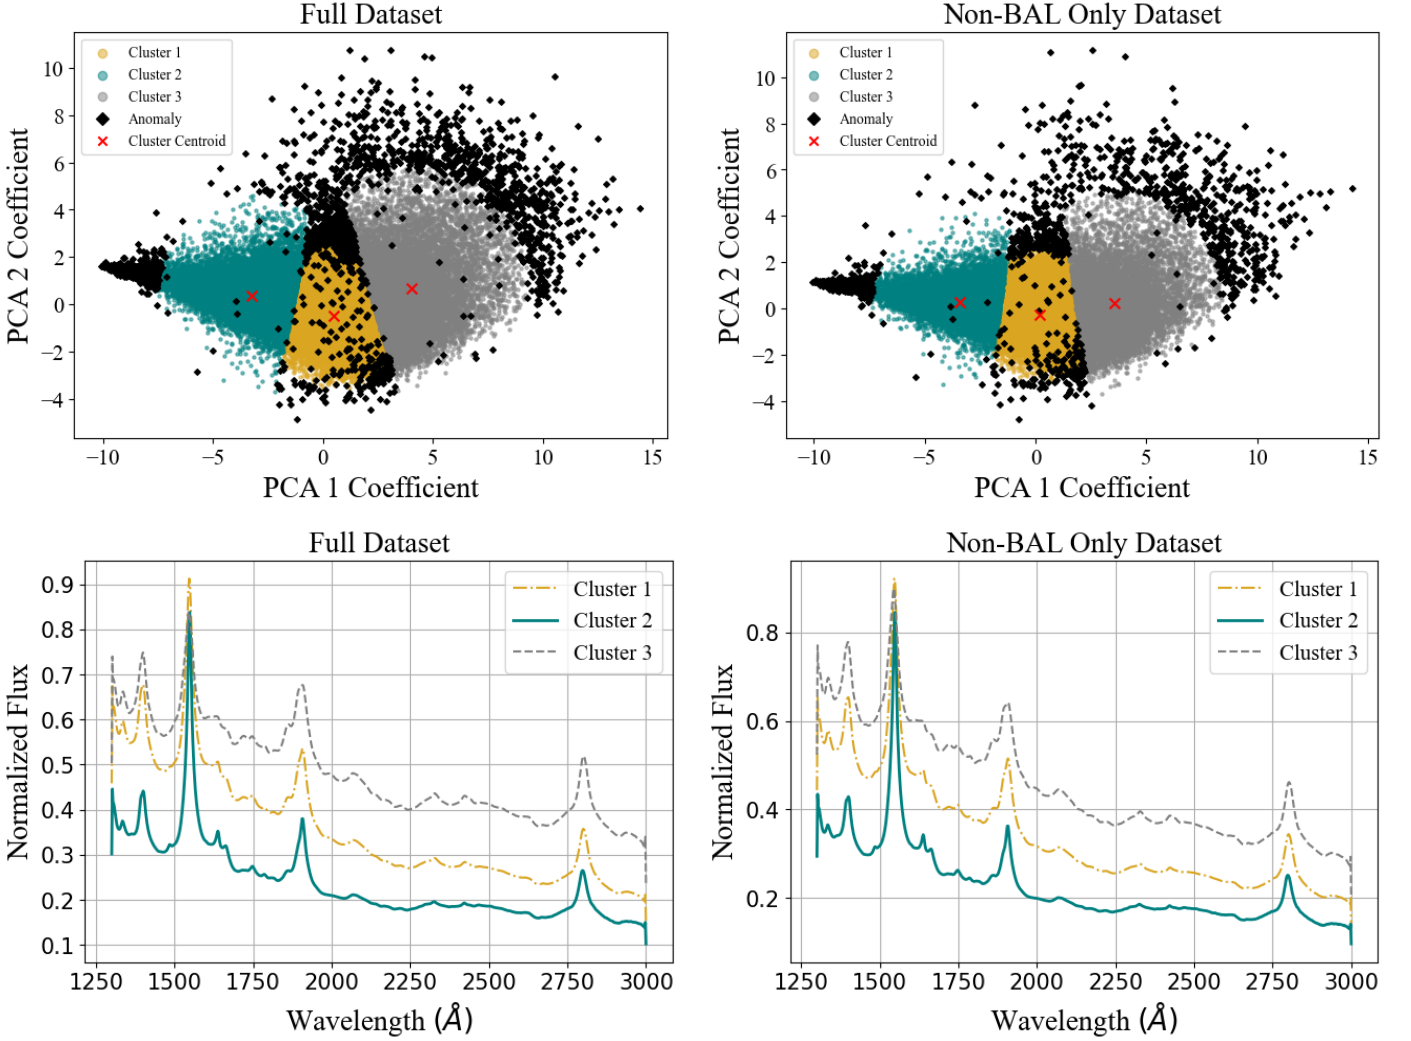 Full Dataset
Cluster 1
Cluster 2
Cluster 3
Anomaly
Cluster Centroid
PCA 2 Coefficient
10
8
6
4
2
0
−2
−4
−10
−5
0
5
10
15
PCA 1 Coefficient
Non-BAL Only Dataset
Cluster 1
Cluster 2
Cluster 3
Anomaly
Cluster Centroid
PCA 2 Coefficient
10
8
6
4
2
0
−2
−4
−10
−5
0
5
10
15
PCA 1 Coefficient
Full Dataset
Cluster 1
Cluster 2
Cluster 3
Normalized Flux
0.9
0.8
0.7
0.6
0.5
0.4
0.3
0.2
0.1
1250
1500
1750
2000
2250
2500
2750
3000
Wavelength (Å)
Non-BAL Only Dataset
Cluster 1
Cluster 2
Cluster 3
Normalized Flux
0.8
0.6
0.4
0.2
1250
1500
1750
2000
2250
2500
2750
3000
Wavelength (Å)